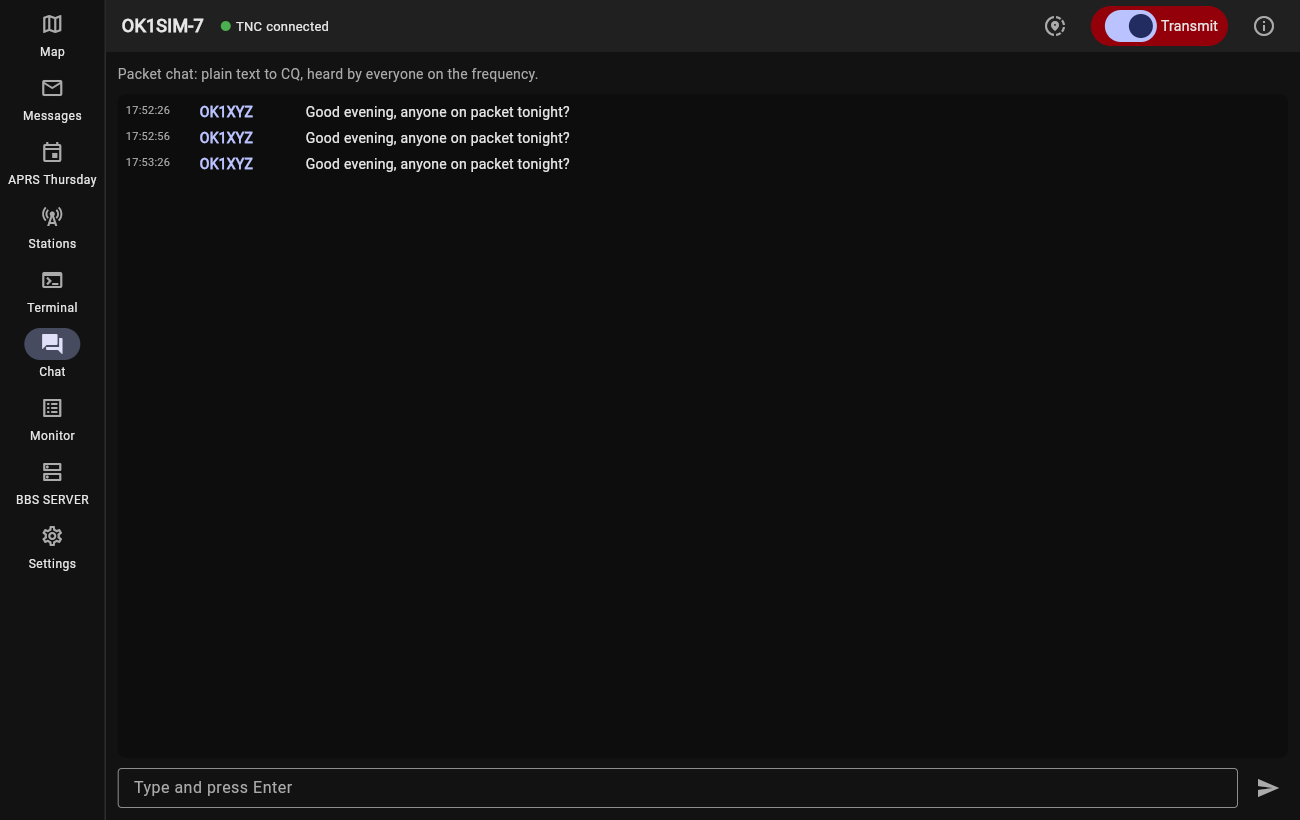 OK1SIM-7
TNC connected
Transmit
Map
Messages
APRS Thursday
Stations
Terminal
Chat
Monitor
BBS SERVER
Settings
Packet chat: plain text to CQ, heard by everyone on the frequency.
17:52:26 OK1XYZ Good evening, anyone on packet tonight?
17:52:56 OK1XYZ Good evening, anyone on packet tonight?
17:53:26 OK1XYZ Good evening, anyone on packet tonight?
Type and press Enter